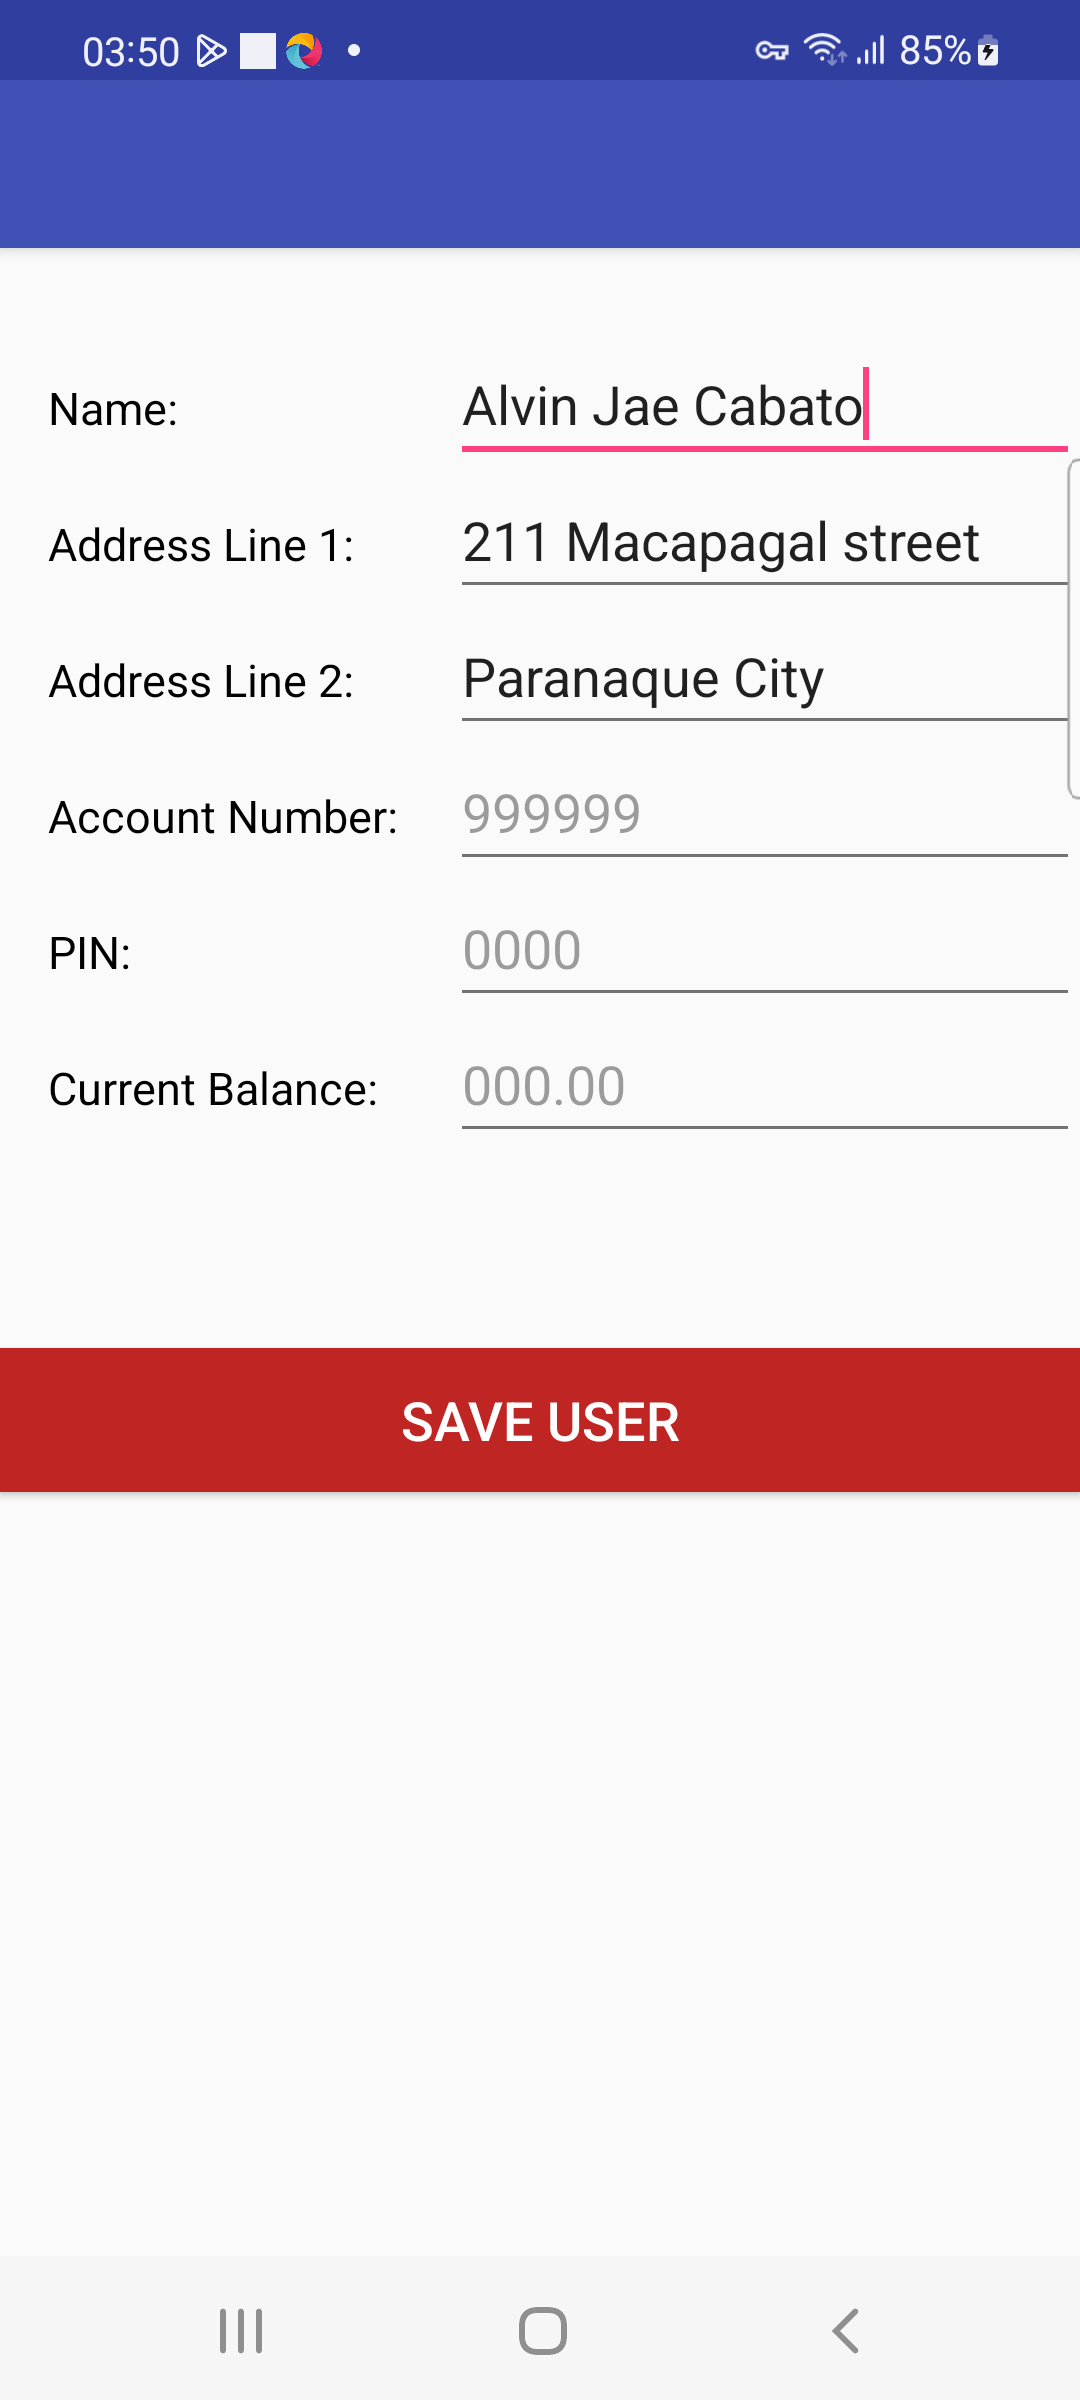 03:50 85%
Name: Alvin Jae Cabato
Address Line 1: 211 Macapagal street
Address Line 2: Paranaque City
Account Number: 999999
PIN: 0000
Current Balance: 000.00
SAVE USER